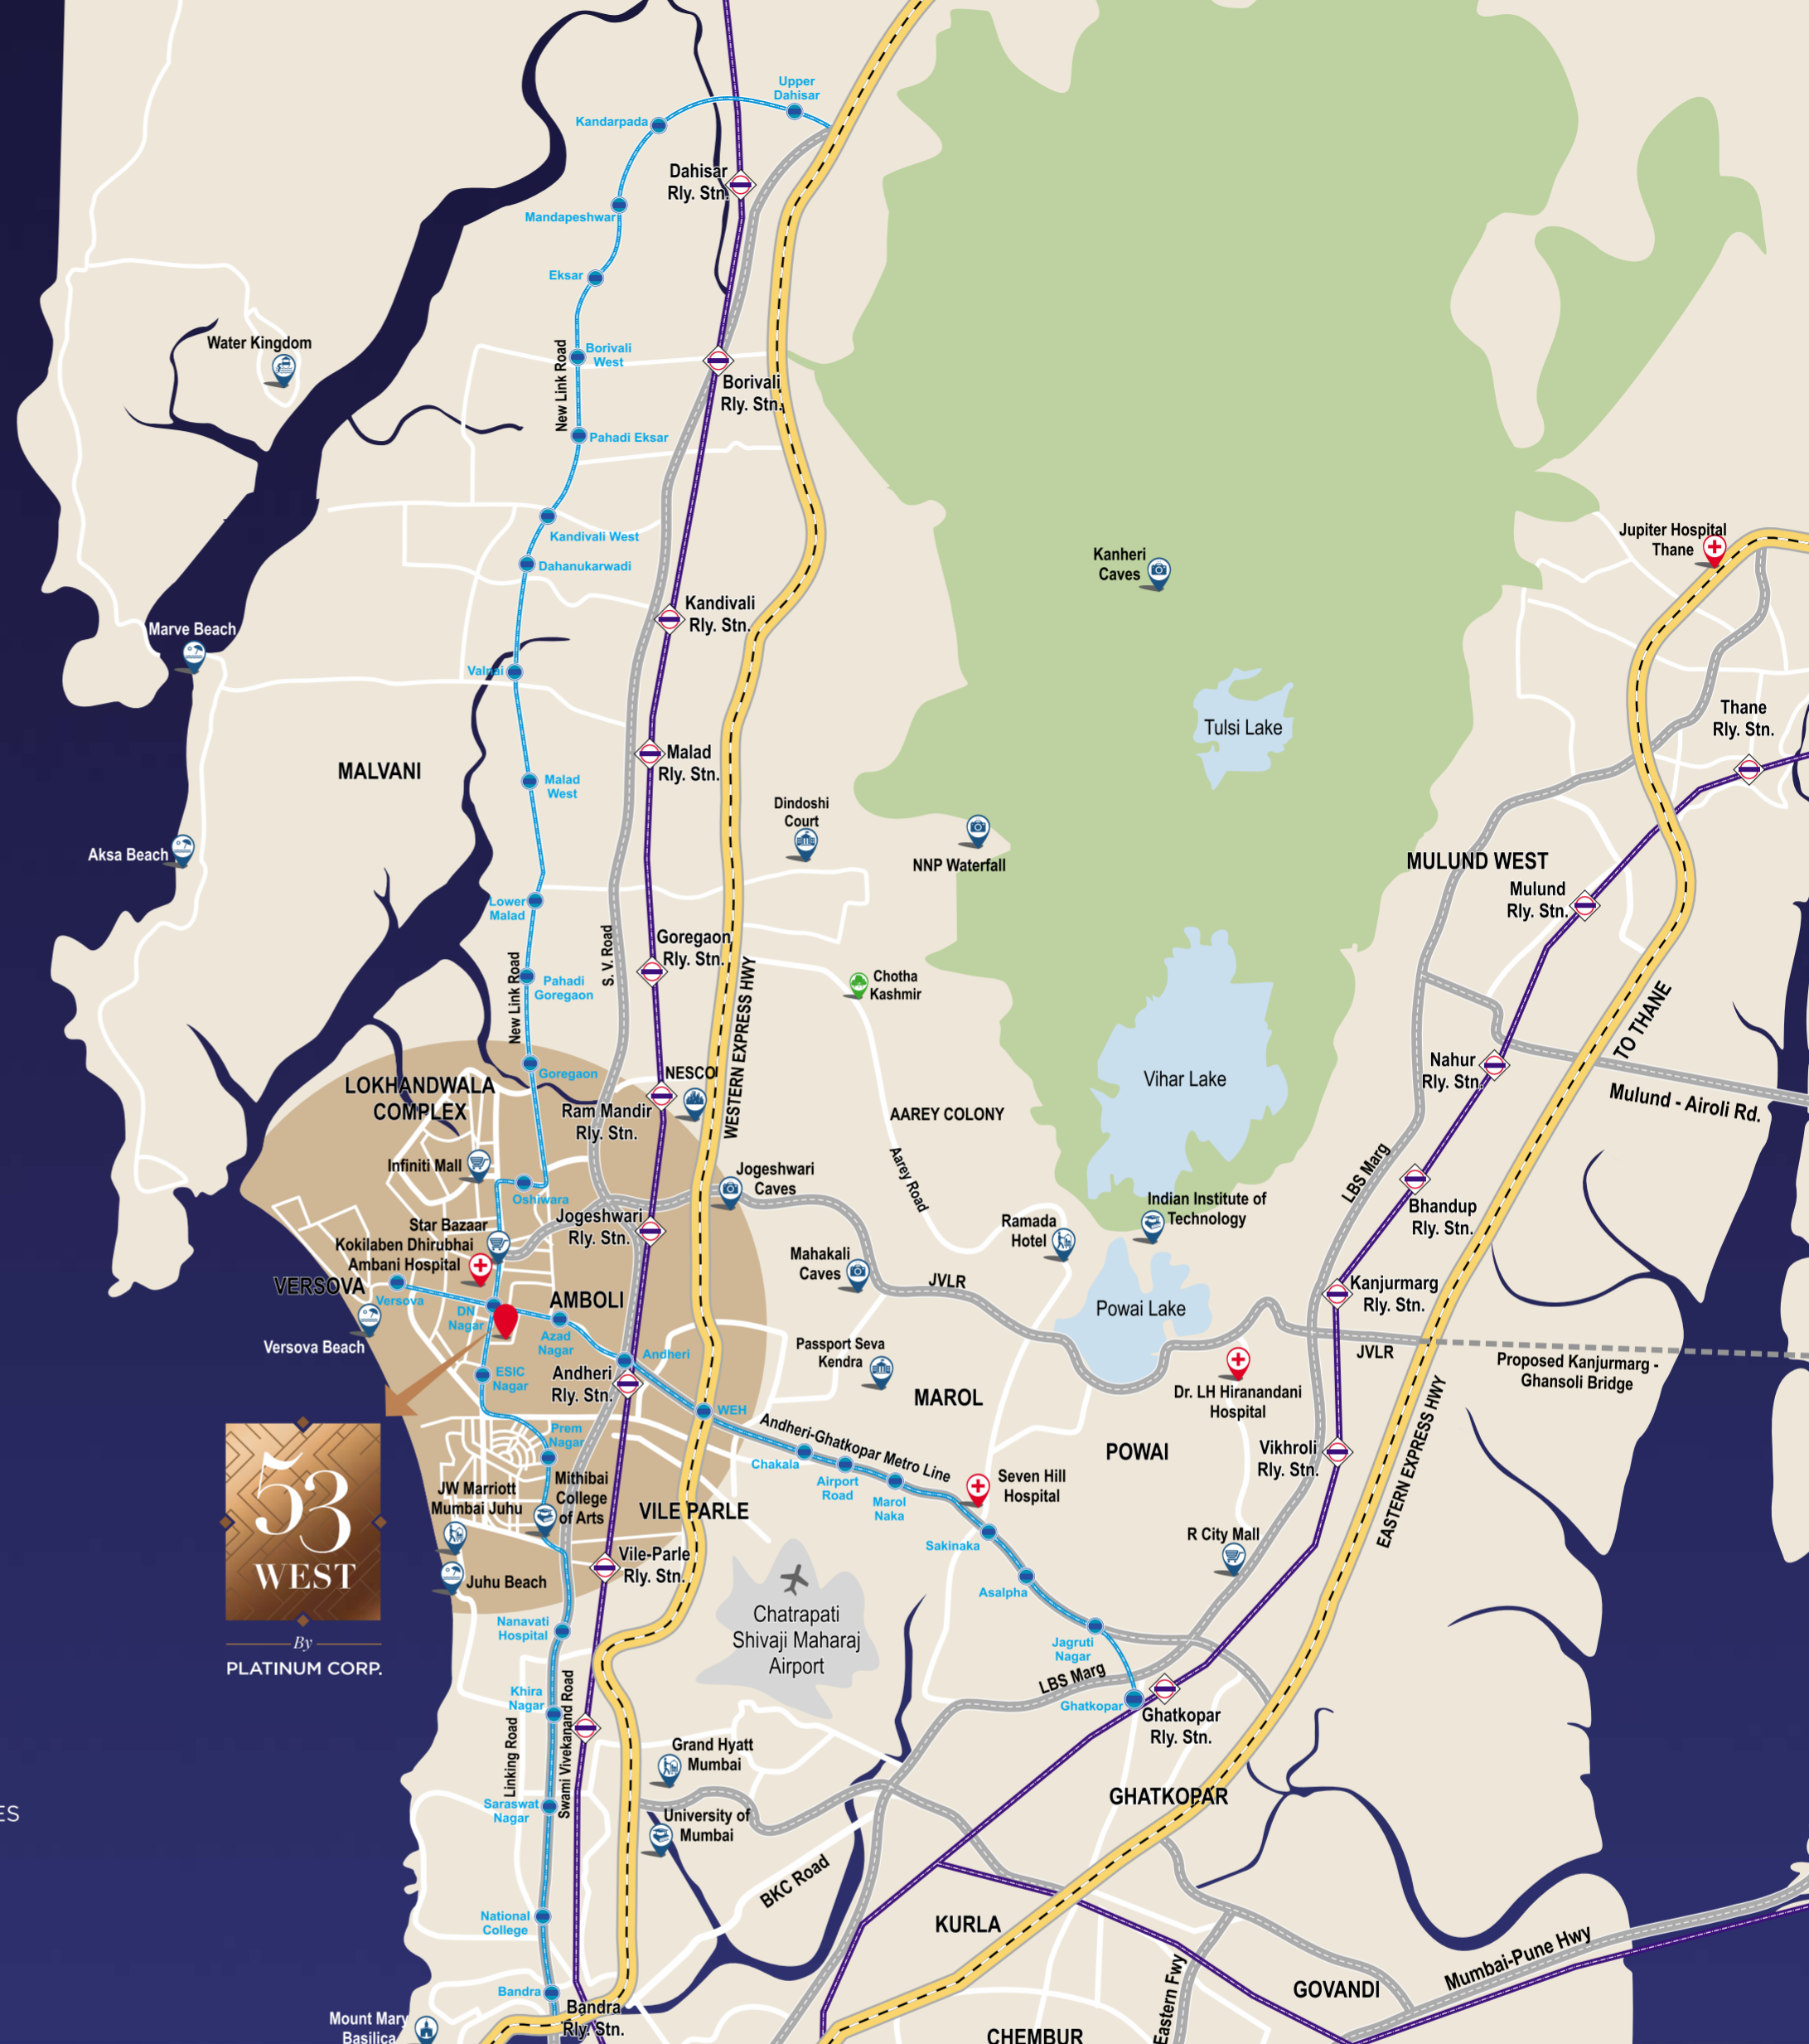 Upper
Dahisar
Kandarpada
Dahisar
Rly. Stn.
Mandapeshwar
Eksar
Water Kingdom
New Link Road
Borivali
West
Borivali
Rly. Stn.
Pahadi Eksar
Kandivali West
Dahanukarwadi
Kanheri
Caves
Jupiter Hospital
Thane
Kandivali
Rly. Stn.
Marve Beach
Valnai
Tulsi Lake
Thane
Rly. Stn.
Malad
Rly. Stn.
MALVANI
Malad
West
Dindoshi
Court
Aksa Beach
NNP Waterfall
MULUND WEST
Mulund
Rly. Stn.
Lower
Malad
Goregaon
Rly. Stn.
S. V. Road
New Link Road
Pahadi
Goregaon
Chotha
Kashmir
WESTERN EXPRESS HWY
TO THANE
Goregaon
NESCO
Vihar Lake
Nahur
Rly. Stn.
Mulund - Airoli Rd.
LOKHANDWALA
COMPLEX
Ram Mandir
Rly. Stn.
AAREY COLONY
Aarey Road
LBS Marg
Infiniti Mall
Oshiwara
Jogeshwari
Caves
Indian Institute of
Technology
Bhandup
Rly. Stn.
Star Bazaar
Jogeshwari
Rly. Stn.
Ramada
Hotel
Kokilaben Dhirubhai
Ambani Hospital
Mahakali
Caves
JVLR
VERSOVA
Versova
DN
Nagar
AMBOLI
Azad
Nagar
Powai Lake
Kanjurmarg
Rly. Stn.
Versova Beach
Andheri
Andheri
Rly. Stn.
ESIC
Nagar
Passport Seva
Kendra
JVLR
Proposed Kanjurmarg -
Ghansoli Bridge
MAROL
Dr. LH Hiranandani
Hospital
EASTERN EXPRESS HWY
WEH
Andheri-Ghatkopar Metro Line
Prem
Nagar
Chakala
Airport
Road
Marol
Naka
POWAI
Vikhroli
Rly. Stn.
53
WEST
By
PLATINUM CORP.
JW Marriott
Mumbai Juhu
Mithibai
College
of Arts
VILE PARLE
Seven Hill
Hospital
Sakinaka
R City Mall
Juhu Beach
Vile-Parle
Rly. Stn.
Asalpha
Chatrapati
Shivaji Maharaj
Airport
Nanavati
Hospital
Jagruti
Nagar
LBS Marg
Ghatkopar
Ghatkopar
Rly. Stn.
Khira
Nagar
Linking Road
Swami Vivekanand Road
Grand Hyatt
Mumbai
GHATKOPAR
ES
Saraswat
Nagar
University of
Mumbai
BKC Road
National
College
KURLA
Mumbai-Pune Hwy
GOVANDI
Eastern Fwy
Bandra
Bandra
Rly. Stn.
Mount Mary
Basilica
CHEMBUR